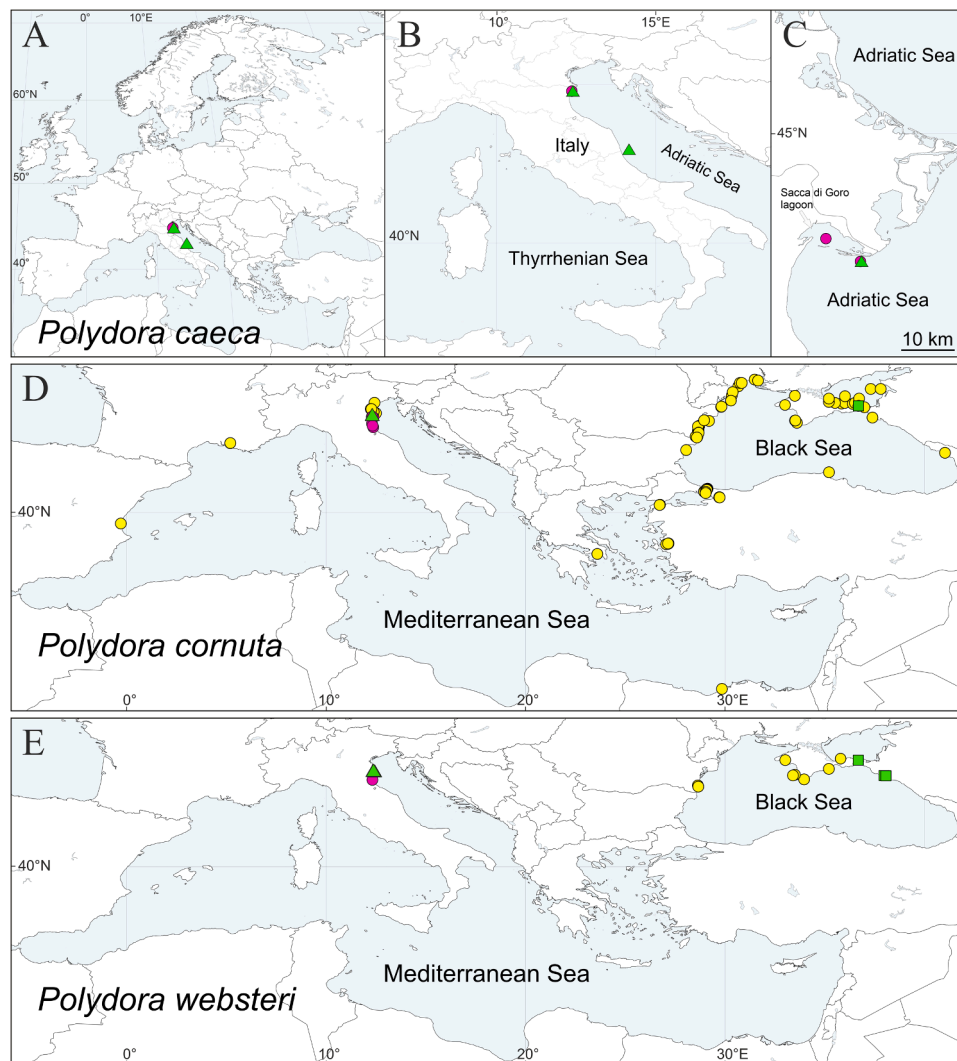 A
0°
10°E
60°N
50°
40°
Polydora caeca
B
10°
15°
Italy
Adriatic Sea
40°N
Thyrrhenian Sea
C
Adriatic Sea
45°N
Sacca di Goro
lagoon
Adriatic Sea
10 km
D
Black Sea
40°N
Mediterranean Sea
Polydora cornuta
0°
10°
20°
30°E
E
Black Sea
40°N
Mediterranean Sea
Polydora websteri
0°
10°
20°
30°E